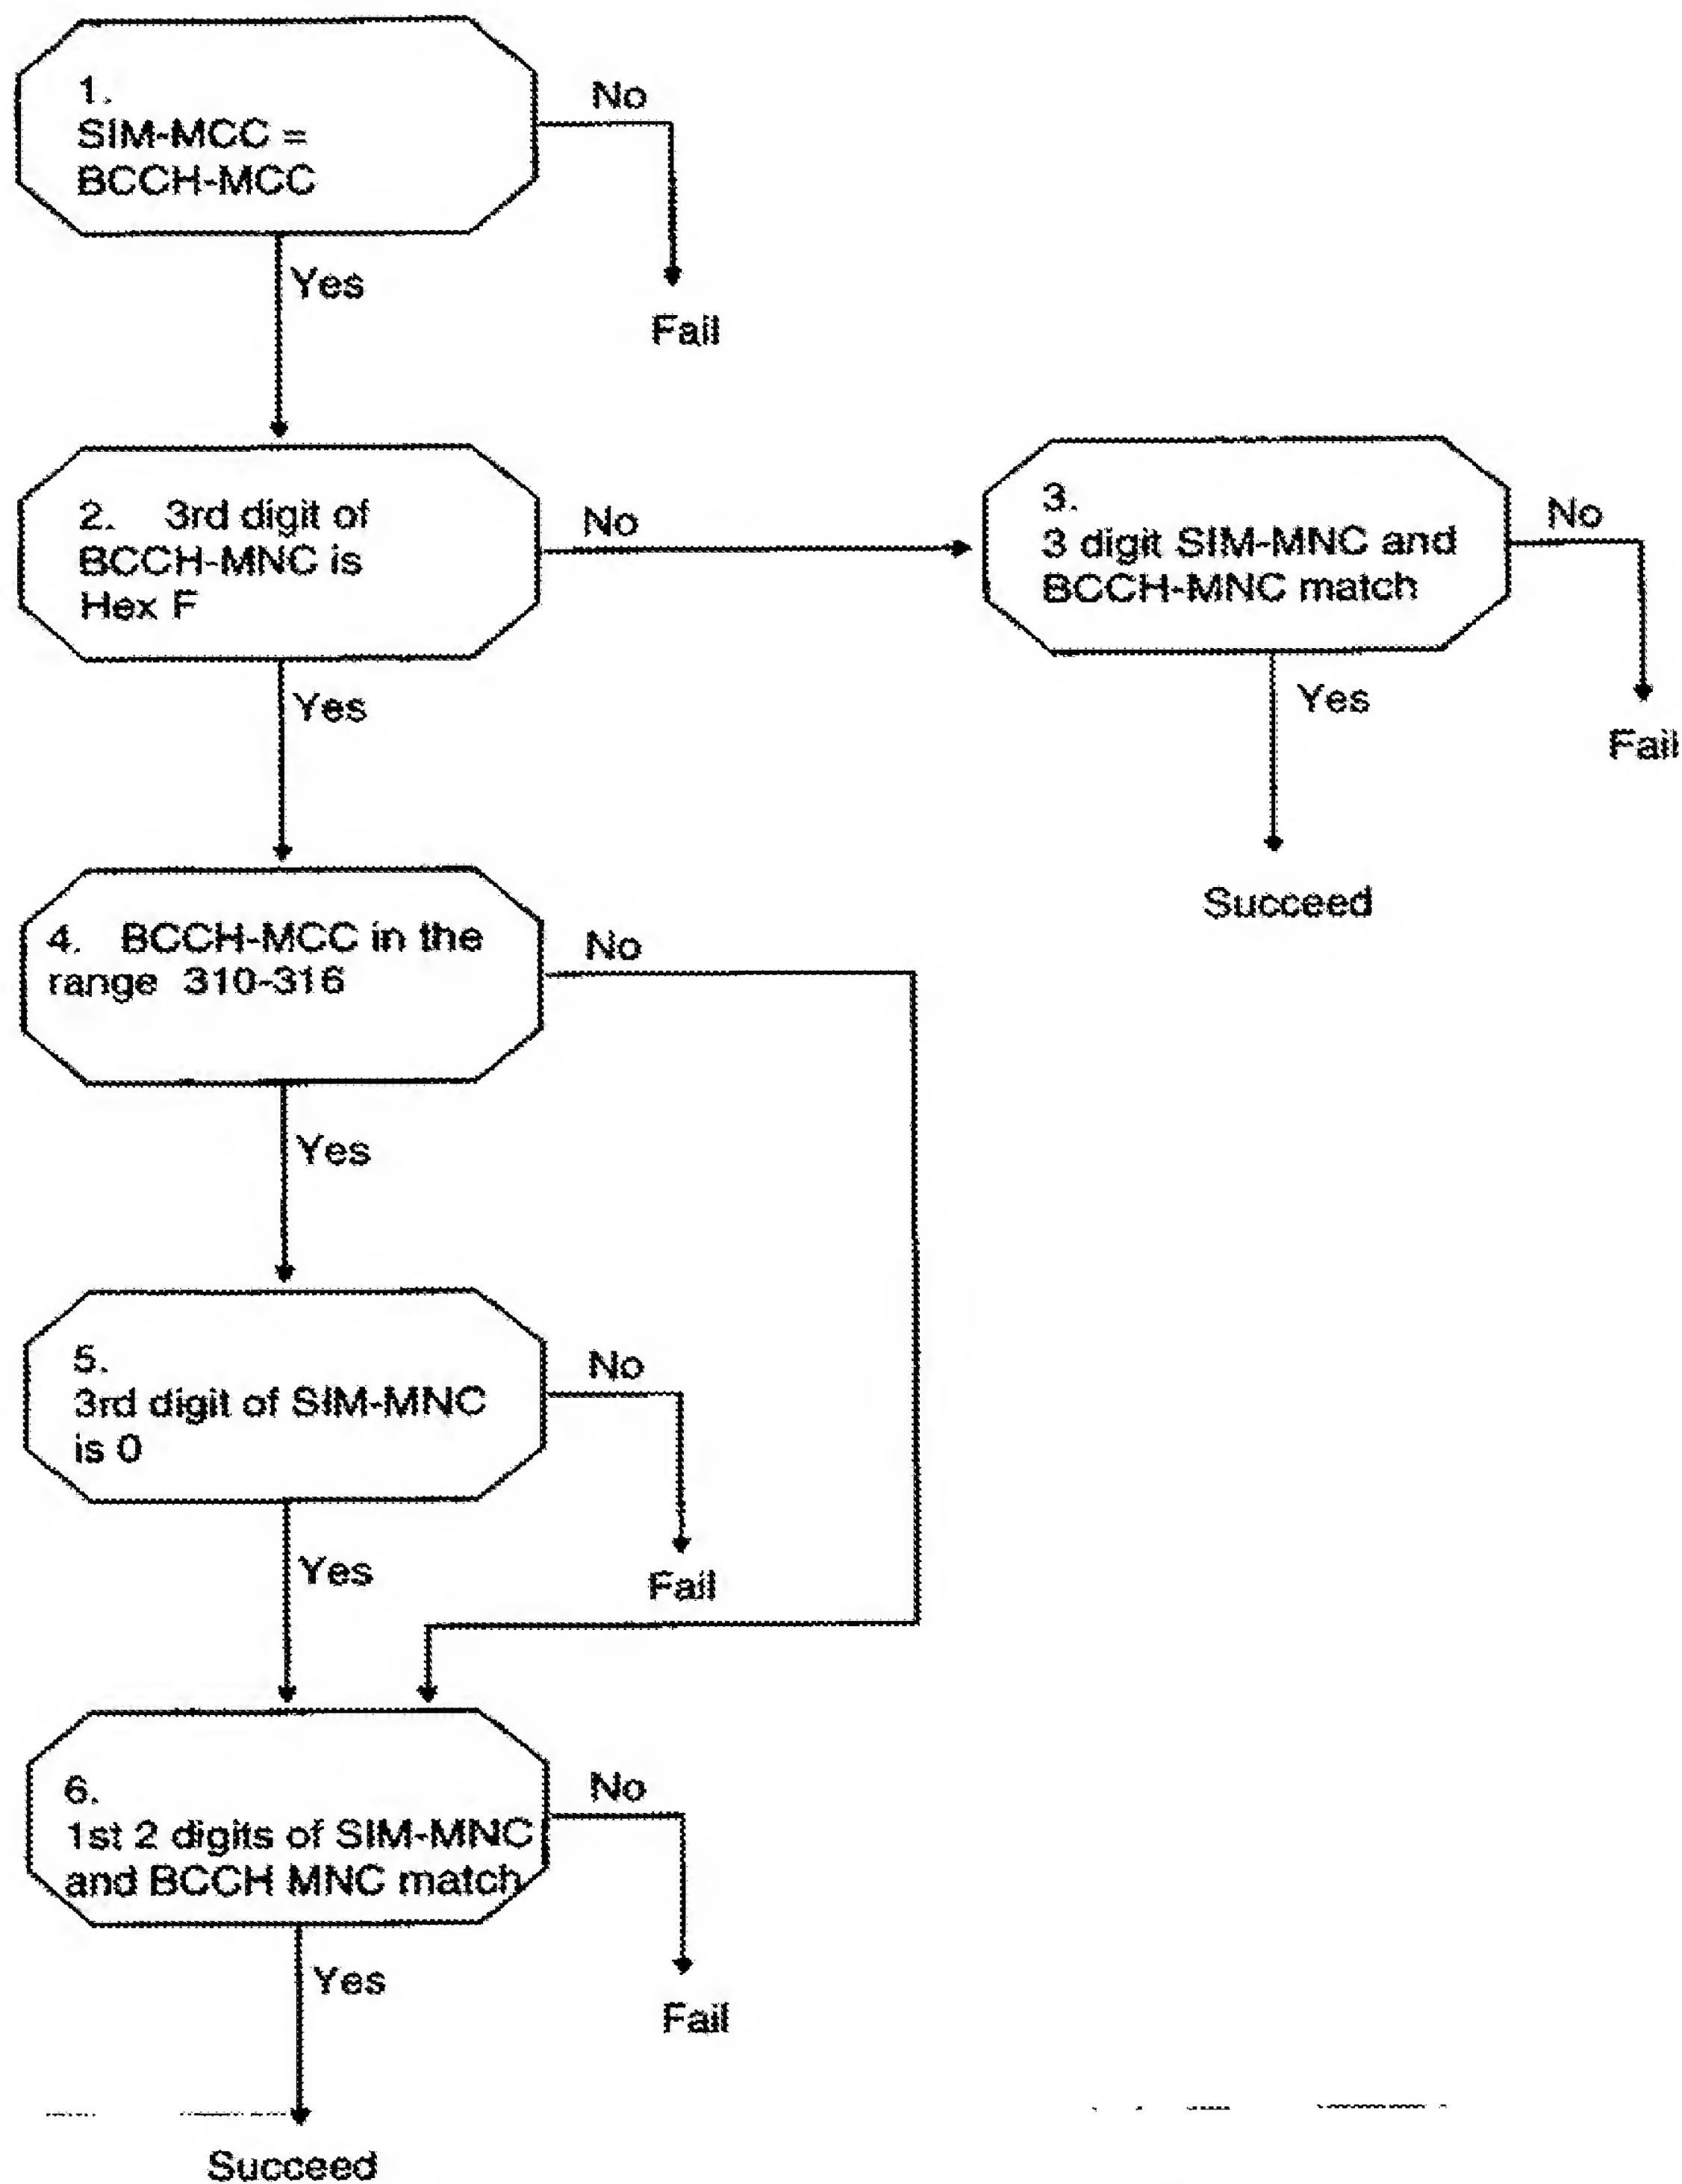 1.
SIM-MCC =
BCCH-MCC
No
Fail
Yes
2. 3rd digit of
BCCH-MNC is
Hex F
No
3.
3 digit SIM-MNC and
BCCH-MNC match
No
Fail
Yes
Succeed
Yes
4. BCCH-MCC in the
range 310-316
No
Yes
5.
3rd digit of SIM-MNC
is 0
No
Fail
Yes
6.
1st 2 digits of SIM-MNC
and BCCH MNC match
No
Fail
Yes
Succeed